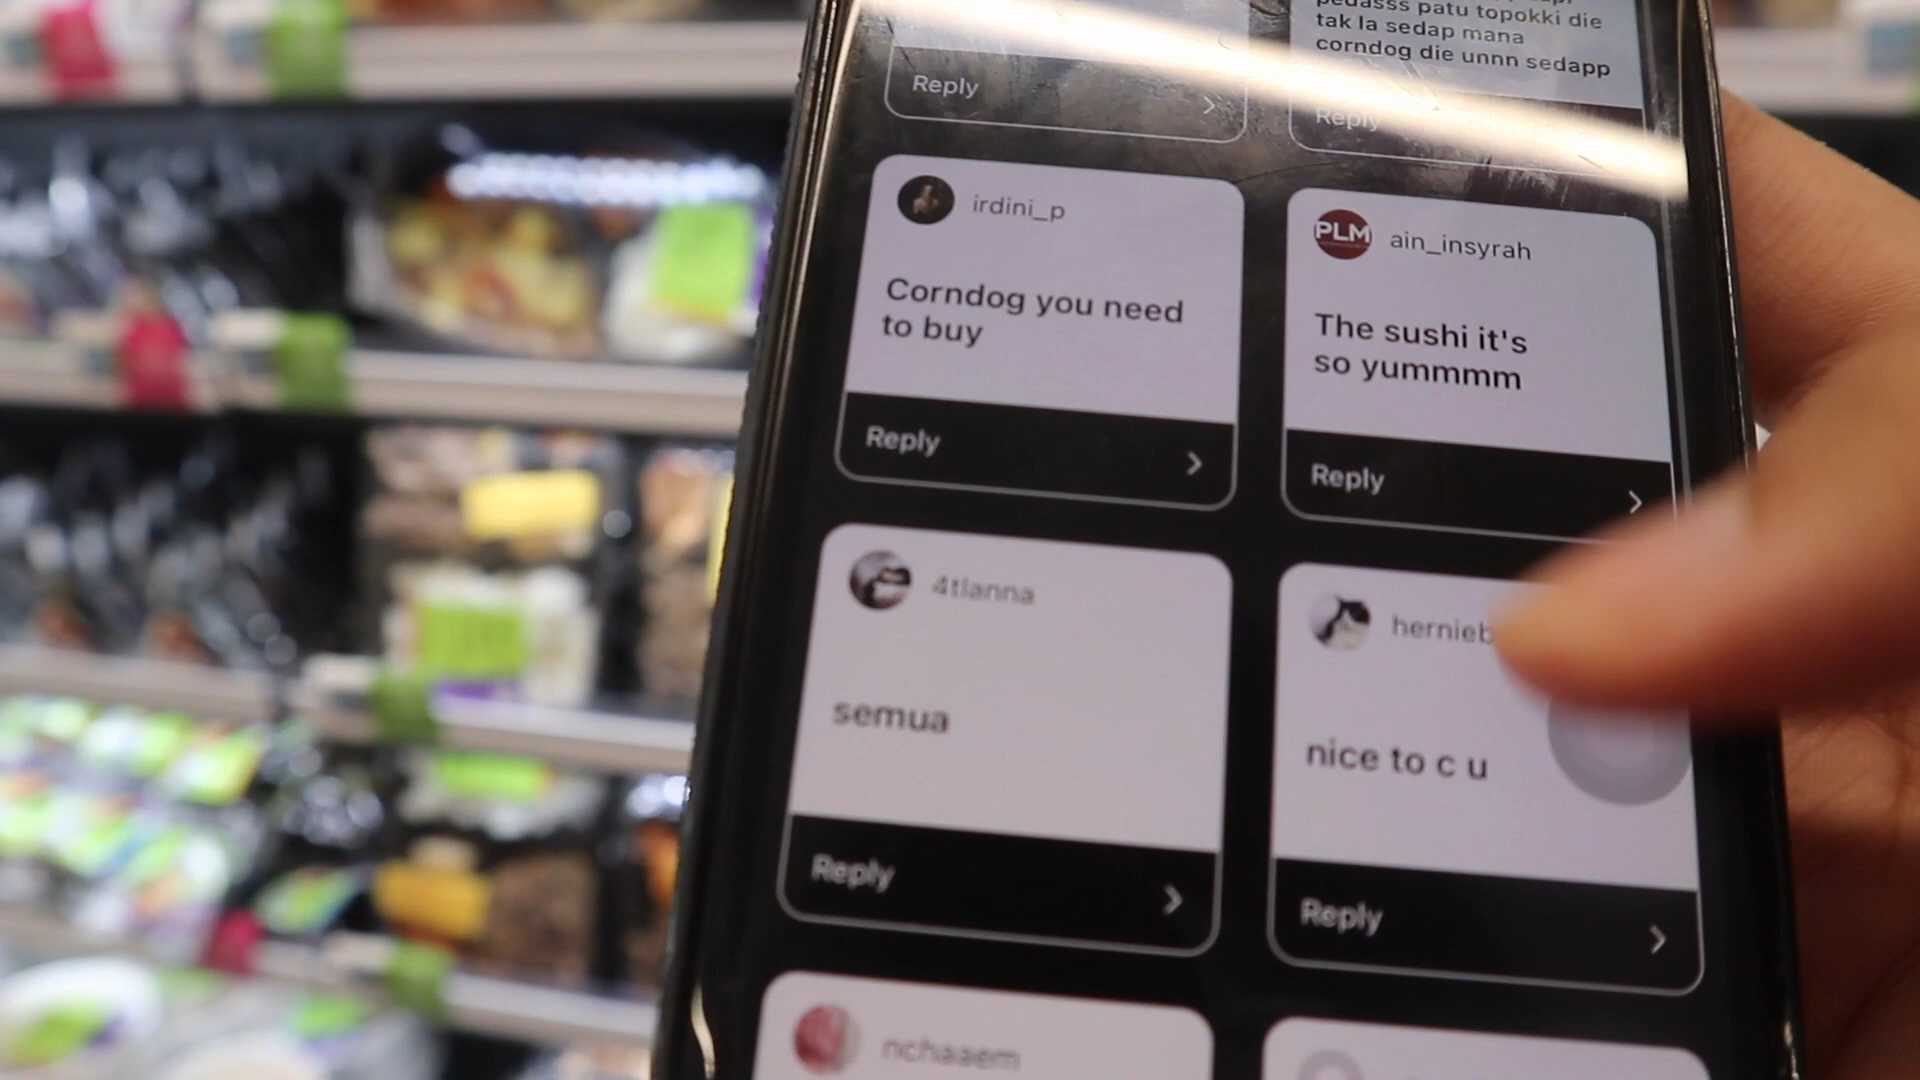 pedasss patu topokki die
tak la sedap mana
corndog die unnn sedapp
Reply
Reply
irdini_p
Corndog you need
to buy
Reply
PLM
ain_insyrah
The sushi it's
so yummmm
Reply
4tlanna
semua
Reply
hernieb
nice to c u
Reply
nchaaem